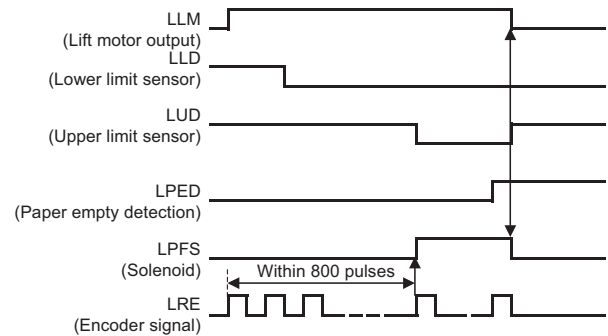 LLM
(Lift motor output)
LLD
(Lower limit sensor)
LUD
(Upper limit sensor)
LPED
(Paper empty detection)
LPFS
(Solenoid)
Within 800 pulses
LRE
(Encoder signal)